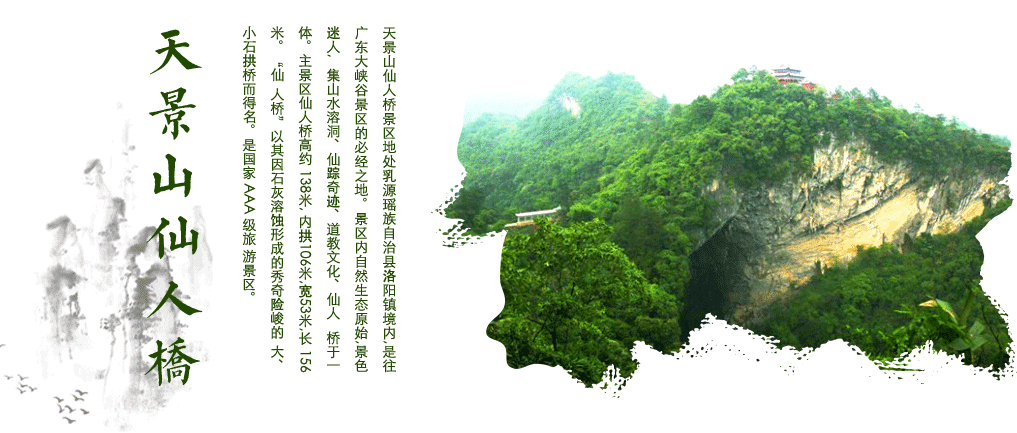 天景山仙人橋
天景山仙人桥景区地处乳源瑶族自治县洛阳镇境内,是往
广东大峡谷景区的必经之地。景区内自然生态原始,景色
迷人,集山水溶洞、仙踪奇迹、道教文化、仙人 桥于一
体。主景区仙人桥高约 138米,内拱106米,宽53米,长 156
米。“仙 人桥”以其因石灰溶蚀形成的秀奇险峻的 大、
小石拱桥而得名。是国家 AAA 级旅 游景区。